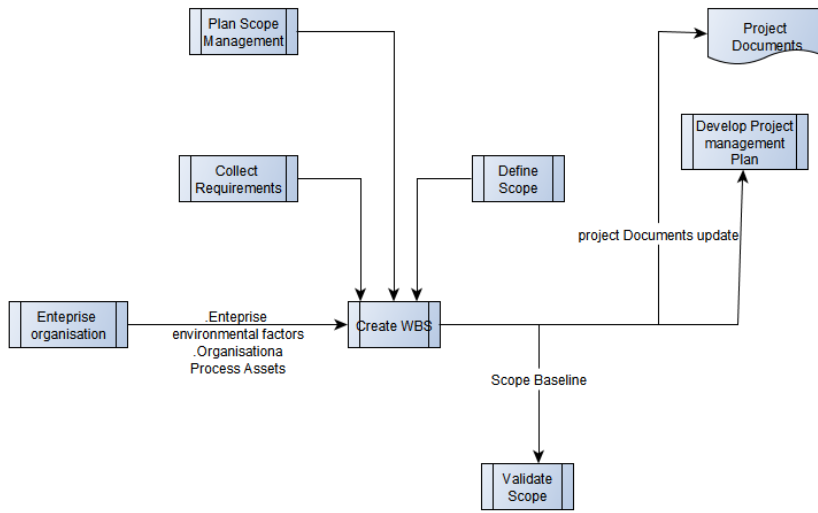 Plan Scope
Management
Project
Documents
Develop Project
management
Plan
Collect
Requirements
Define
Scope
project Documents update
Enteprise
organisation
.Enteprise
environmental factors
.Organisationa
Process Assets
Create WBS
Scope Baseline
Validate
Scope